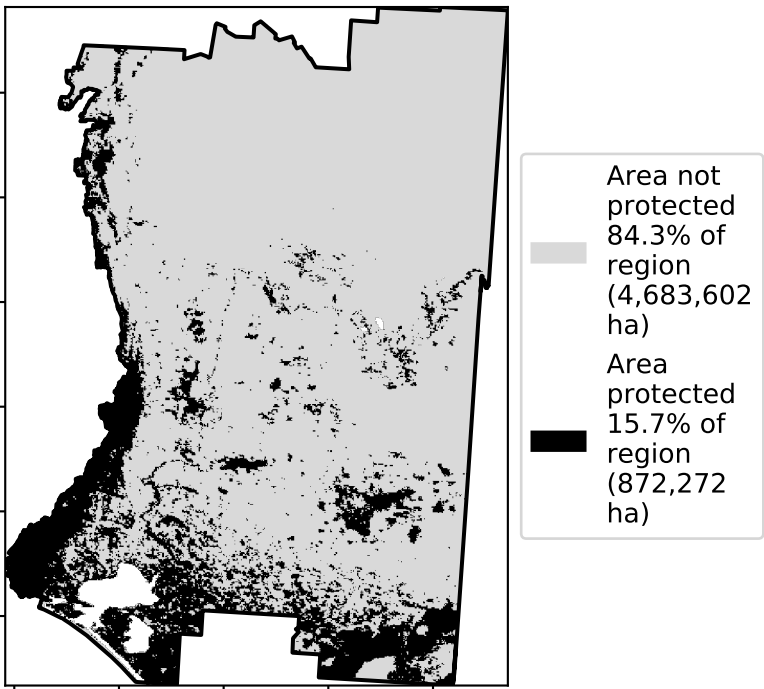 Area not
protected
84.3% of
region
(4,683,602
ha)
Area
protected
15.7% of
region
(872,272
ha)